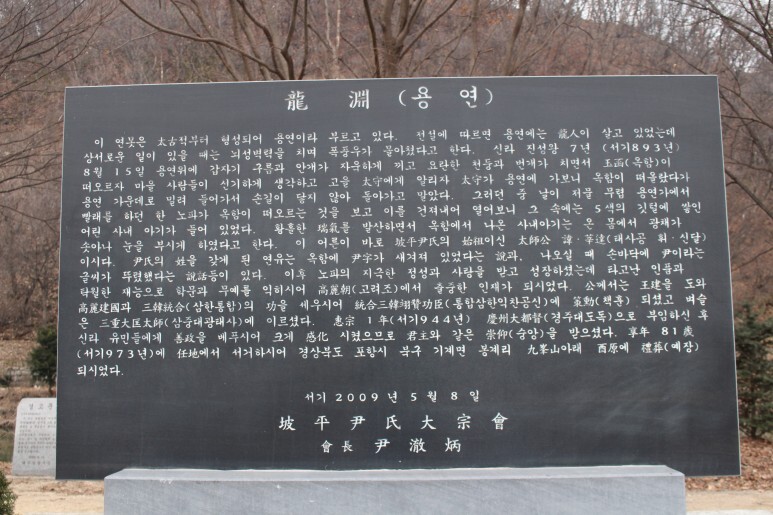 龍 淵 (용 연)
이 연못은 太古적부터 형성되어 용연이라 부르고 있다. 전설에 따르면 용연에는 龍人이 살고 있었는데
상서로운 일이 있을 때는 뇌성벽력을 치며 폭풍우가 몰아쳤다고 한다. 신라 진성왕 7년 (서기893년)
8월 15일 용연위에 갑자기 구름과 안개가 자욱하게 끼고 요란한 천둥과 번개가 치면서 玉函(옥함)이
떠오르자 마을 사람들이 신기하게 생각하고 고을 太守에게 알리자 太守가 용연에 가보니 옥함이 떠올랐다가
용연 가운데로 밀려 들어가서 손길이 닿지 않아 돌아가고 말았다. 그러던 중 날이 저물 무렵 용연가에서
빨래를 하던 한 노파가 옥함이 떠오르는 것을 보고 이를 건져내어 열어보니 그 속에는 5색의 깃털에 쌓인
어린 사내 아기가 들어 있었다. 황홀한 瑞氣를 발산하면서 옥함에서 나온 사내아기는 온 몸에서 광채가
솟아나 눈을 부시게 하였다고 한다. 이 어른이 바로 坡平尹氏의 始祖이신 太師公 諱 莘達(태사공 휘 신달)
이시다. 尹氏의 姓을 갖게 된 연유는 옥함에 尹字가 새겨져 있었다는 說과, 나오실 때 손바닥에 尹이라는
글씨가 뚜렸했다는 說話등이 있다. 이후 노파의 지극한 정성과 사랑을 받고 성장하셨는데 타고난 인품과
탁월한 재능으로 학문과 무예를 익히시어 高麗朝(고려조)에서 출중한 인재가 되시었다. 公께서는 王建을 도와
高麗建國과 三韓統合(삼한통합)의 功을 세우시어 統合三韓翊贊功臣(통합삼한익찬공신)에 策勳(책훈) 되셨고 벼슬
은 三重大匡太師(삼중대광태사)에 이르셨다. 惠宗 1年(서기944년) 慶州大都督(경주대도독)으로 부임하신 후
신라 유민들에게 善政을 베푸시어 크게 感化 시켰으므로 君主와 같은 崇仰(숭앙)을 받으셨다. 享年 81歲
(서기973년)에 任地에서 서거하시어 경상북도 포항시 북구 기계면 봉계리 九峯山아래 酉原에 禮葬(예장)
되시었다.
서기 2009년 5월 8일
坡平尹氏大宗會
會長 尹澈炳